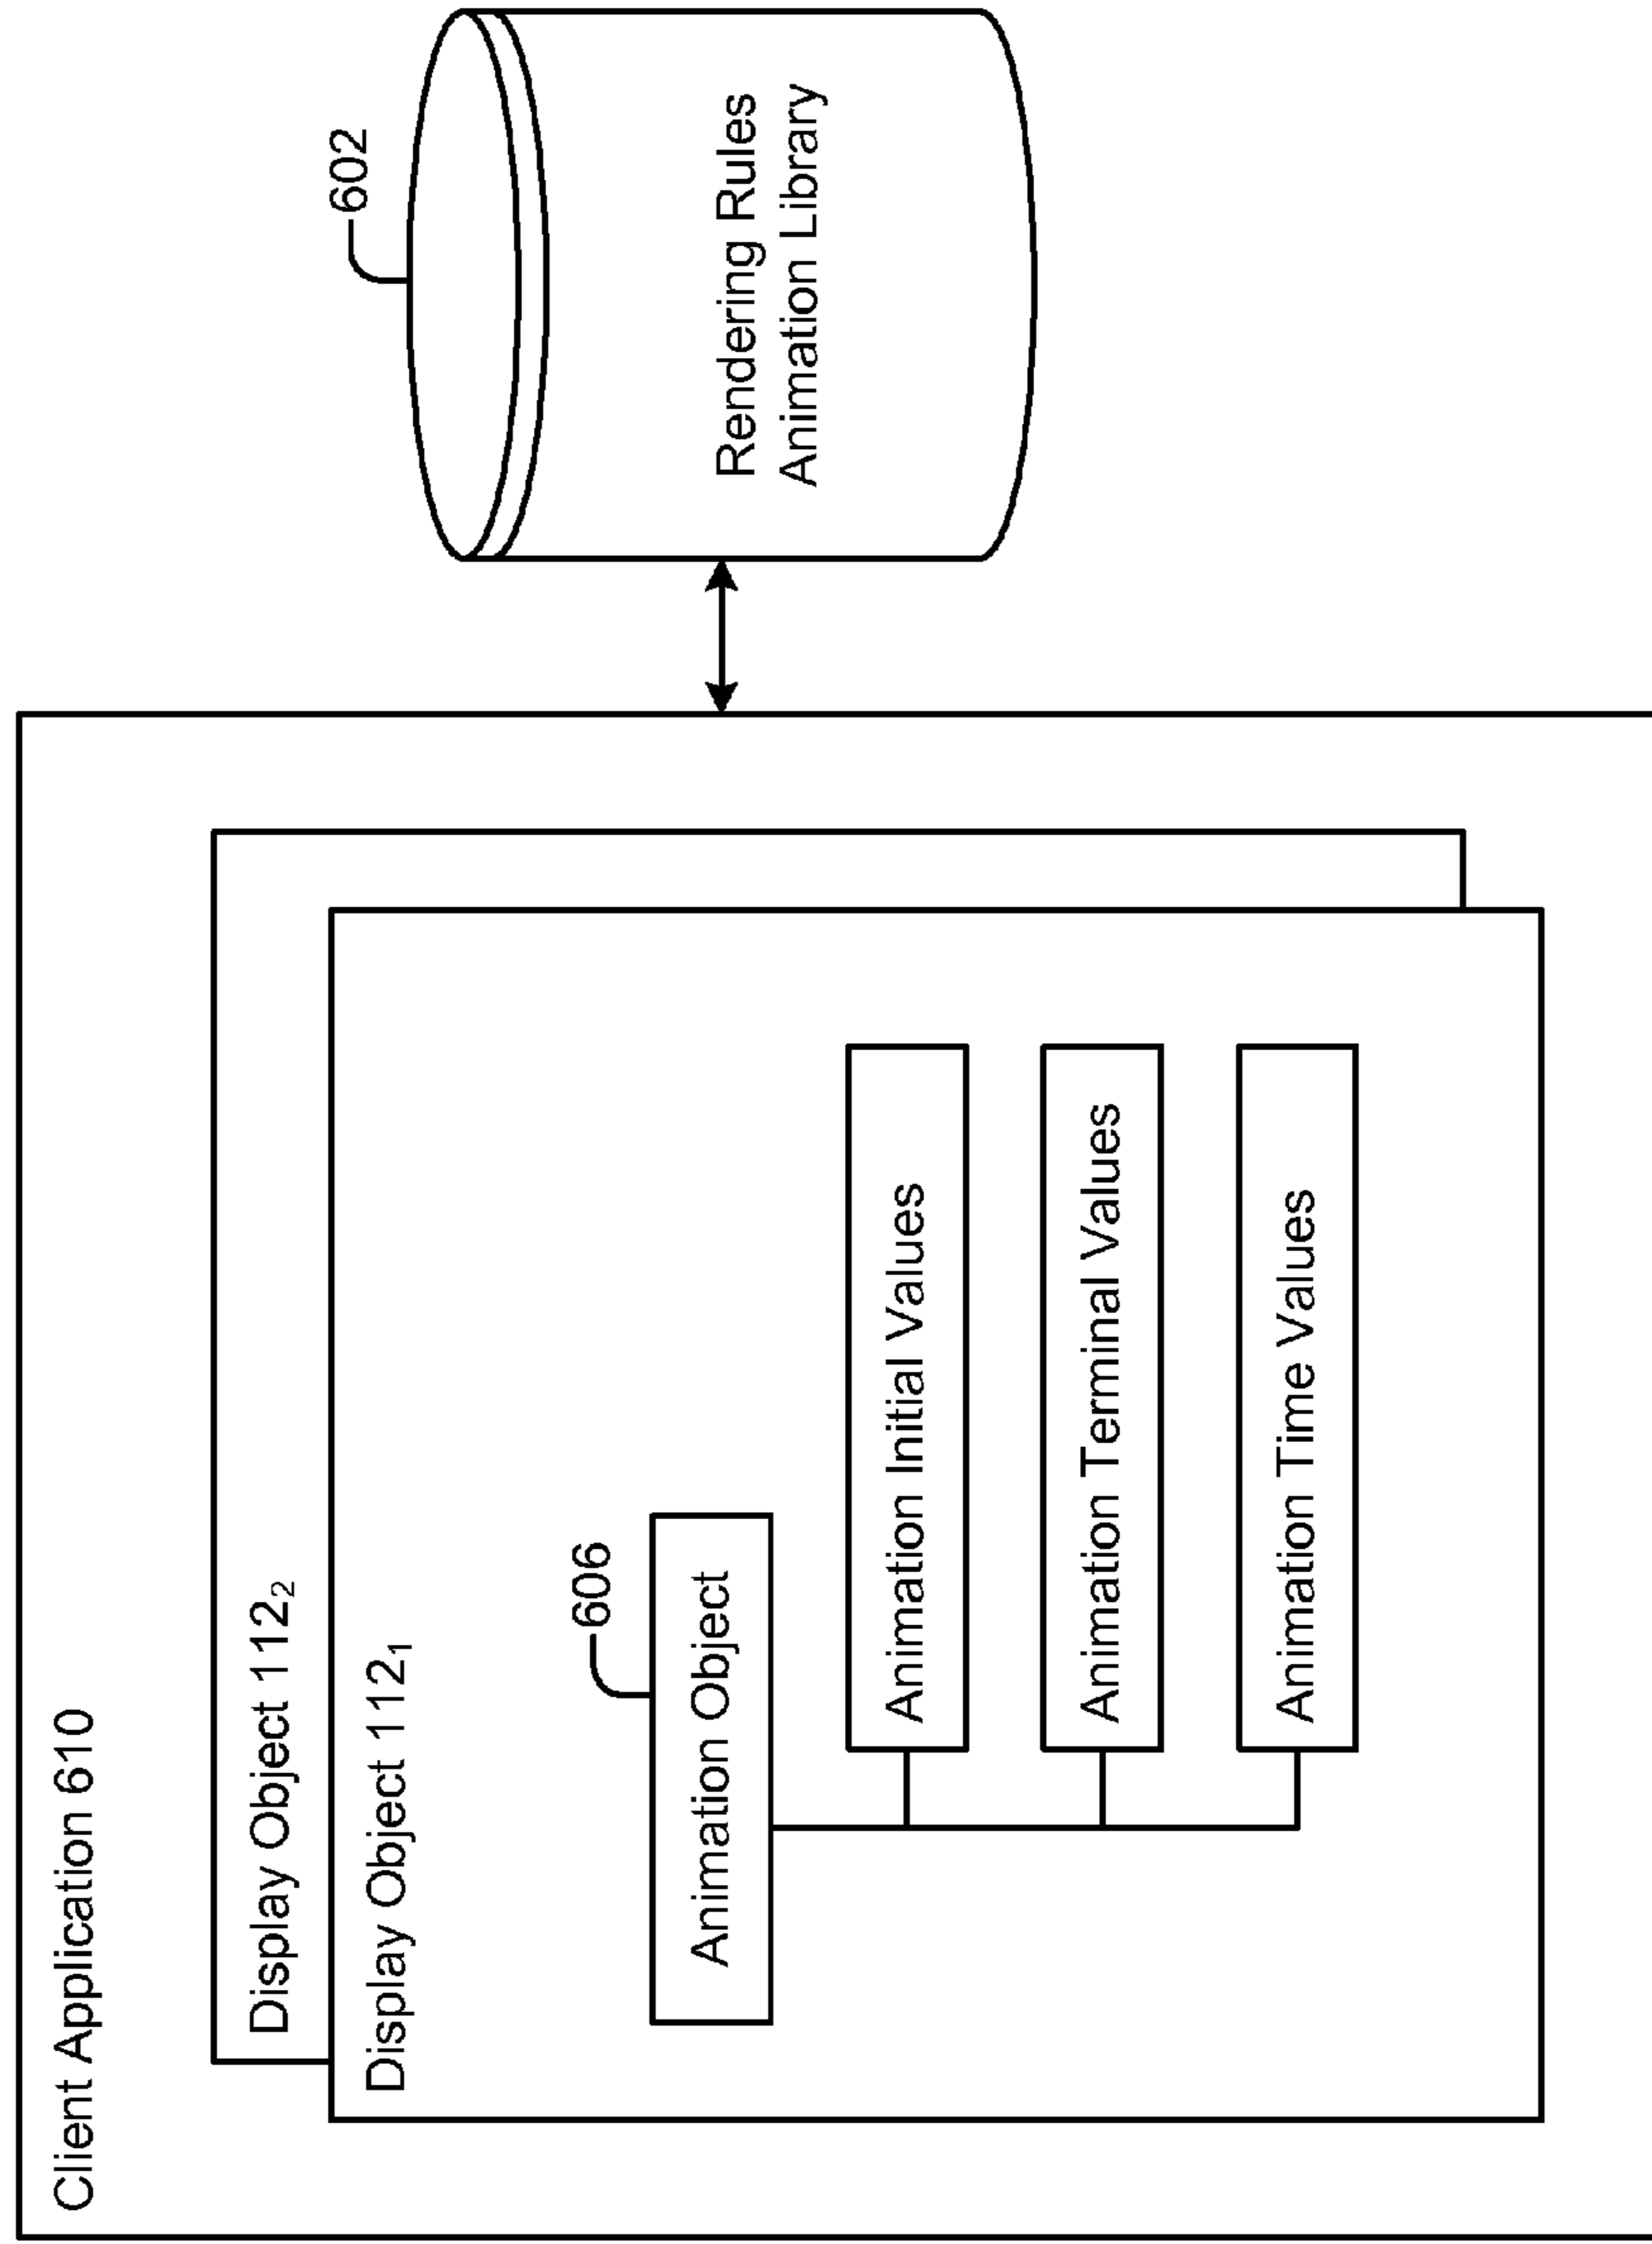 Client Application 610
Display Object 112₂
Display Object 112₁
606
Animation Object
Animation Initial Values
Animation Terminal Values
Animation Time Values
602
Rendering Rules
Animation Library